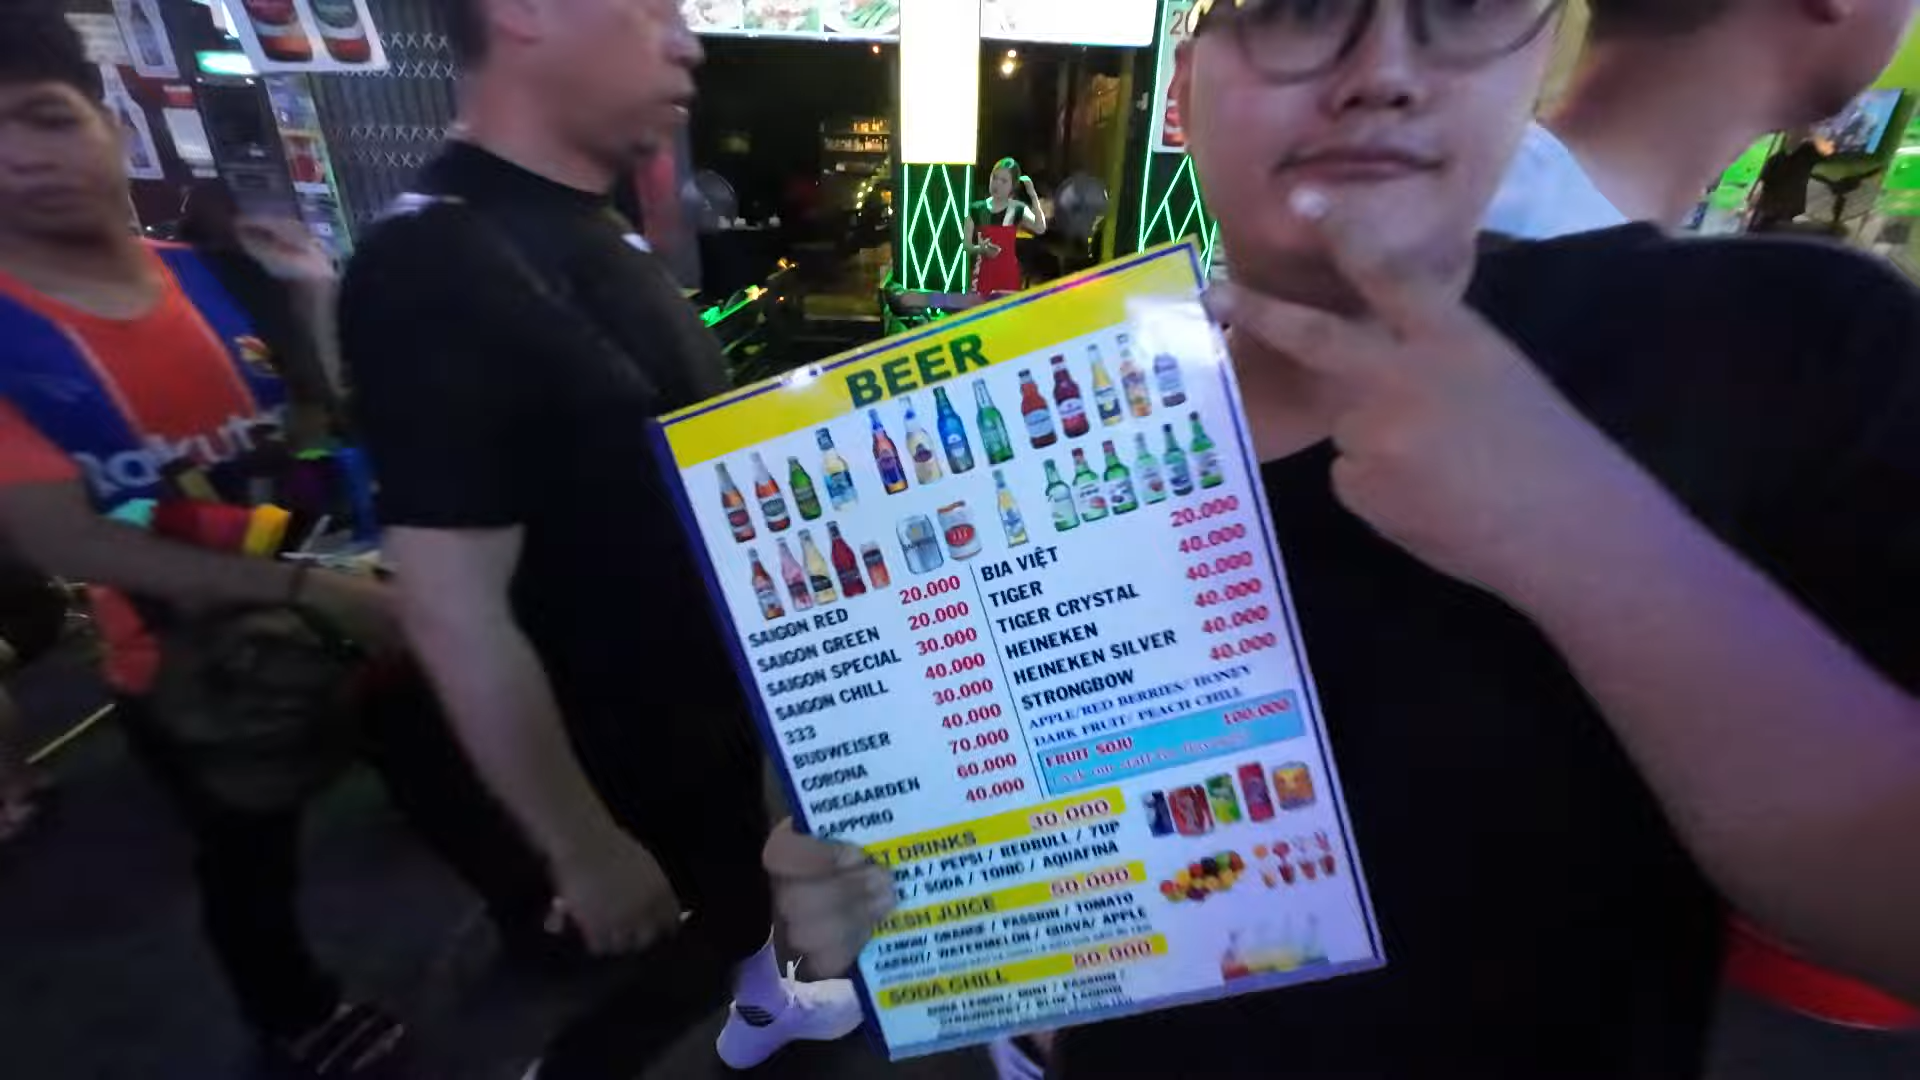 BEER
SAIGON RED 20.000
SAIGON GREEN 20.000
SAIGON SPECIAL 30.000
SAIGON CHILL 40.000
333 30.000
BUDWEISER 40.000
CORONA 70.000
HOEGAARDEN 60.000
SAPPORO 40.000
BIA VIỆT 20.000
TIGER 40.000
TIGER CRYSTAL 40.000
HEINEKEN 40.000
HEINEKEN SILVER 40.000
STRONGBOW 40.000
APPLE/RED BERRIES/ HONEY
DARK FRUIT/ PEACH CHILL
FRUIT SOJU 100.000
DRINKS 30.000
/ PEPSI / REDBULL / 7UP
/ SODA / TONIC / AQUAFINA
RESH JUICE 60.000
LEMON/ ORANGE / PASSION / TOMATO
CARROT/ WATERMELON / GUAVA/ APPLE
SODA CHILL 50.000
Rakuten